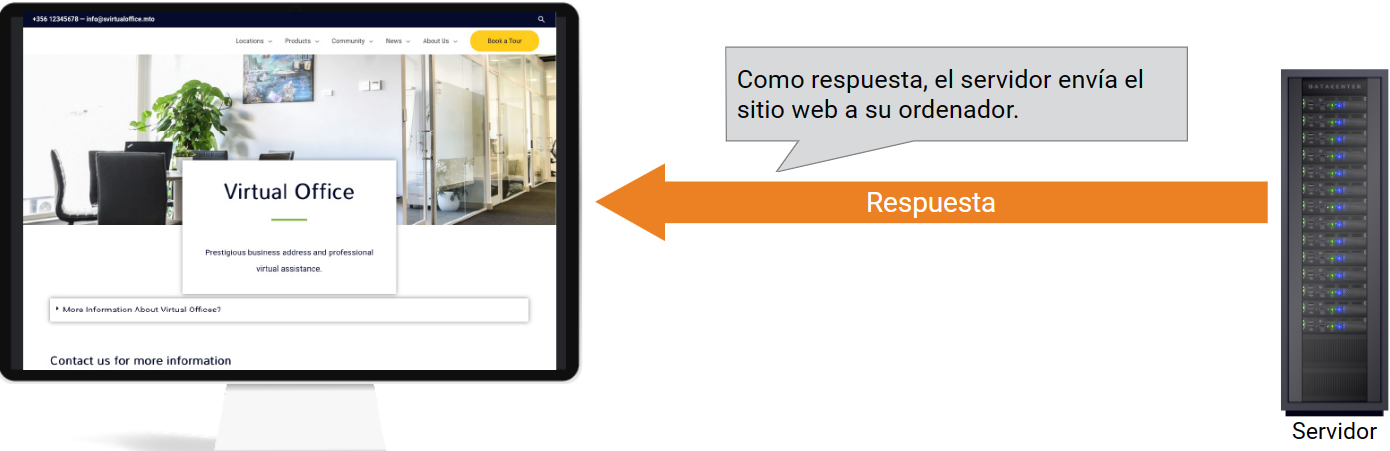 +356 12345678 — info@svirtualoffice.mto
Locations Products Community News About Us Book a Tour
Virtual Office
Prestigious business address and professional
virtual assistance.
More Information About Virtual Offices?
Contact us for more information
Como respuesta, el servidor envía el
sitio web a su ordenador.
Respuesta
DATACENTER
Servidor